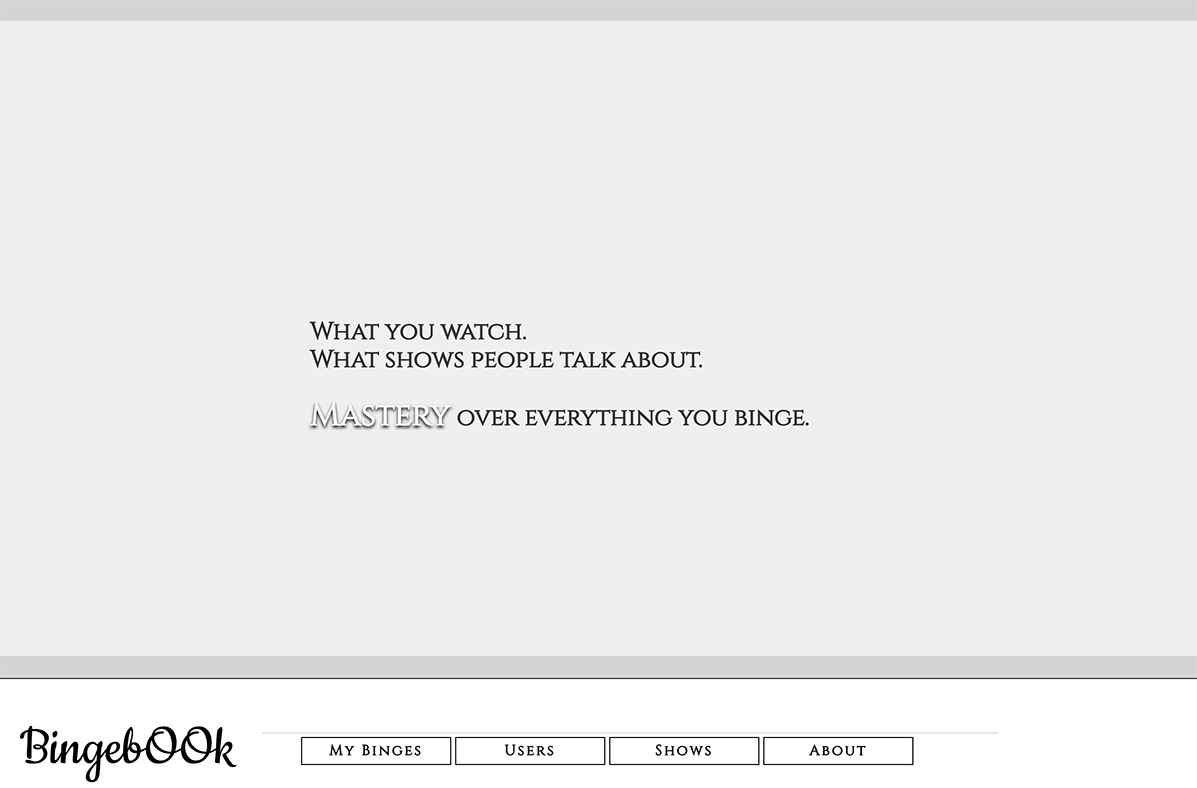 What you watch.
What shows people talk about.
Mastery over everything you binge.
BingebOOk
My Binges
Users
Shows
About